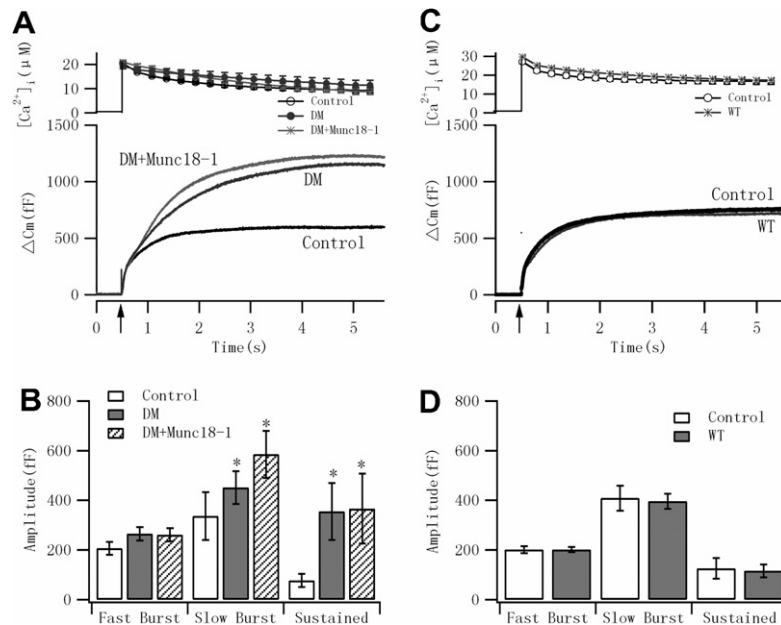 A
[Ca2+]i (μM)
20
10
0
Control
DM
DM+Munc18-1
1500
1000
500
0
ΔCm(fF)
DM+Munc18-1
DM
Control
0 1 2 3 4 5
Time(s)
C
[Ca2+]i (μM)
30
20
10
0
Control
WT
1500
1000
500
0
ΔCm(fF)
Control
WT
0 1 2 3 4 5
Time(s)
B
Amplitude(fF)
800
600
400
200
0
Control
DM
DM+Munc18-1
* * * *
Fast Burst Slow Burst Sustained
D
Amplitude(fF)
800
600
400
200
0
Control
WT
Fast Burst Slow Burst Sustained